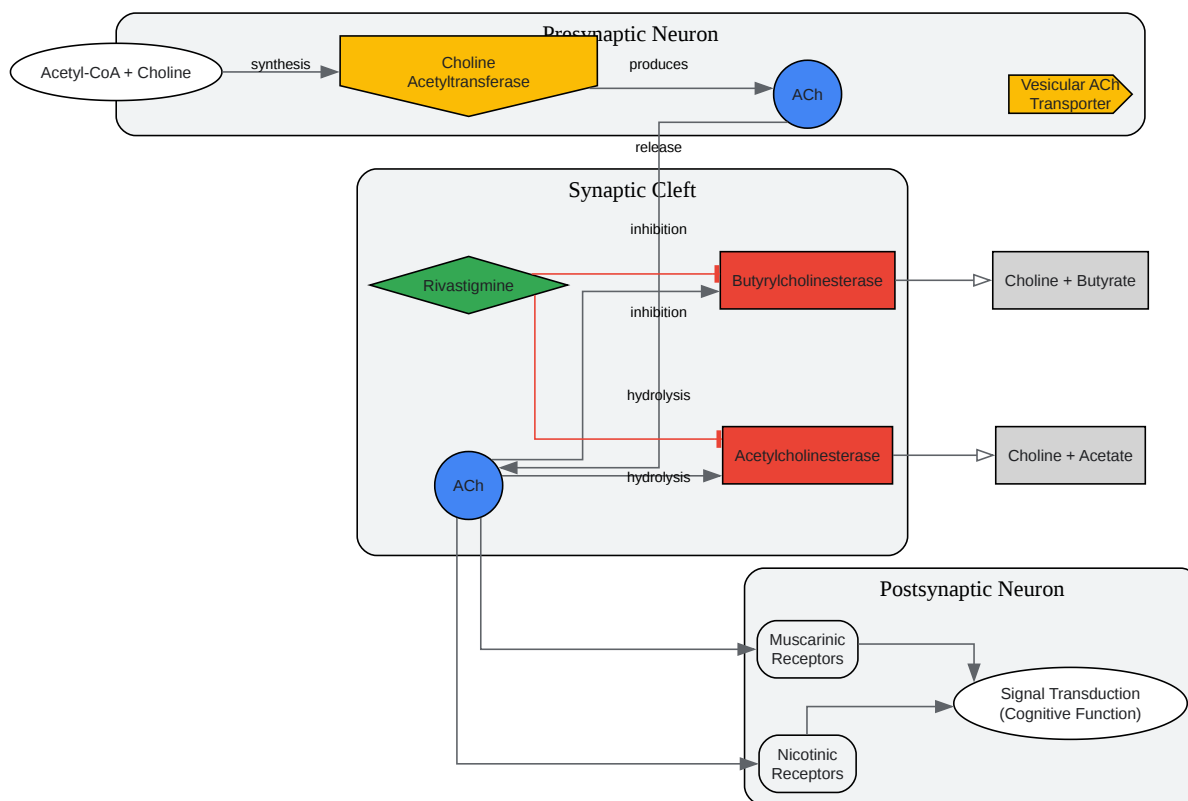 Presynaptic Neuron
Acetyl-CoA + Choline
synthesis
Choline
Acetyltransferase
produces
ACh
Vesicular ACh
Transporter
release
Synaptic Cleft
inhibition
Rivastigmine
Butyrylcholinesterase
Choline + Butyrate
inhibition
hydrolysis
Acetylcholinesterase
Choline + Acetate
ACh
hydrolysis
Postsynaptic Neuron
Muscarinic
Receptors
Signal Transduction
(Cognitive Function)
Nicotinic
Receptors